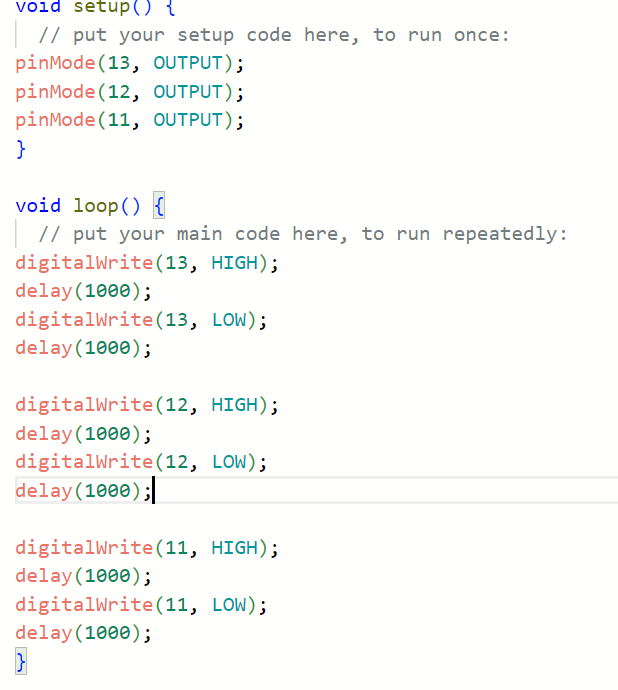 void setup() {
// put your setup code here, to run once:
pinMode(13, OUTPUT);
pinMode(12, OUTPUT);
pinMode(11, OUTPUT);
}
void loop() {
// put your main code here, to run repeatedly:
digitalWrite(13, HIGH);
delay(1000);
digitalWrite(13, LOW);
delay(1000);
digitalWrite(12, HIGH);
delay(1000);
digitalWrite(12, LOW);
delay(1000);
digitalWrite(11, HIGH);
delay(1000);
digitalWrite(11, LOW);
delay(1000);
}